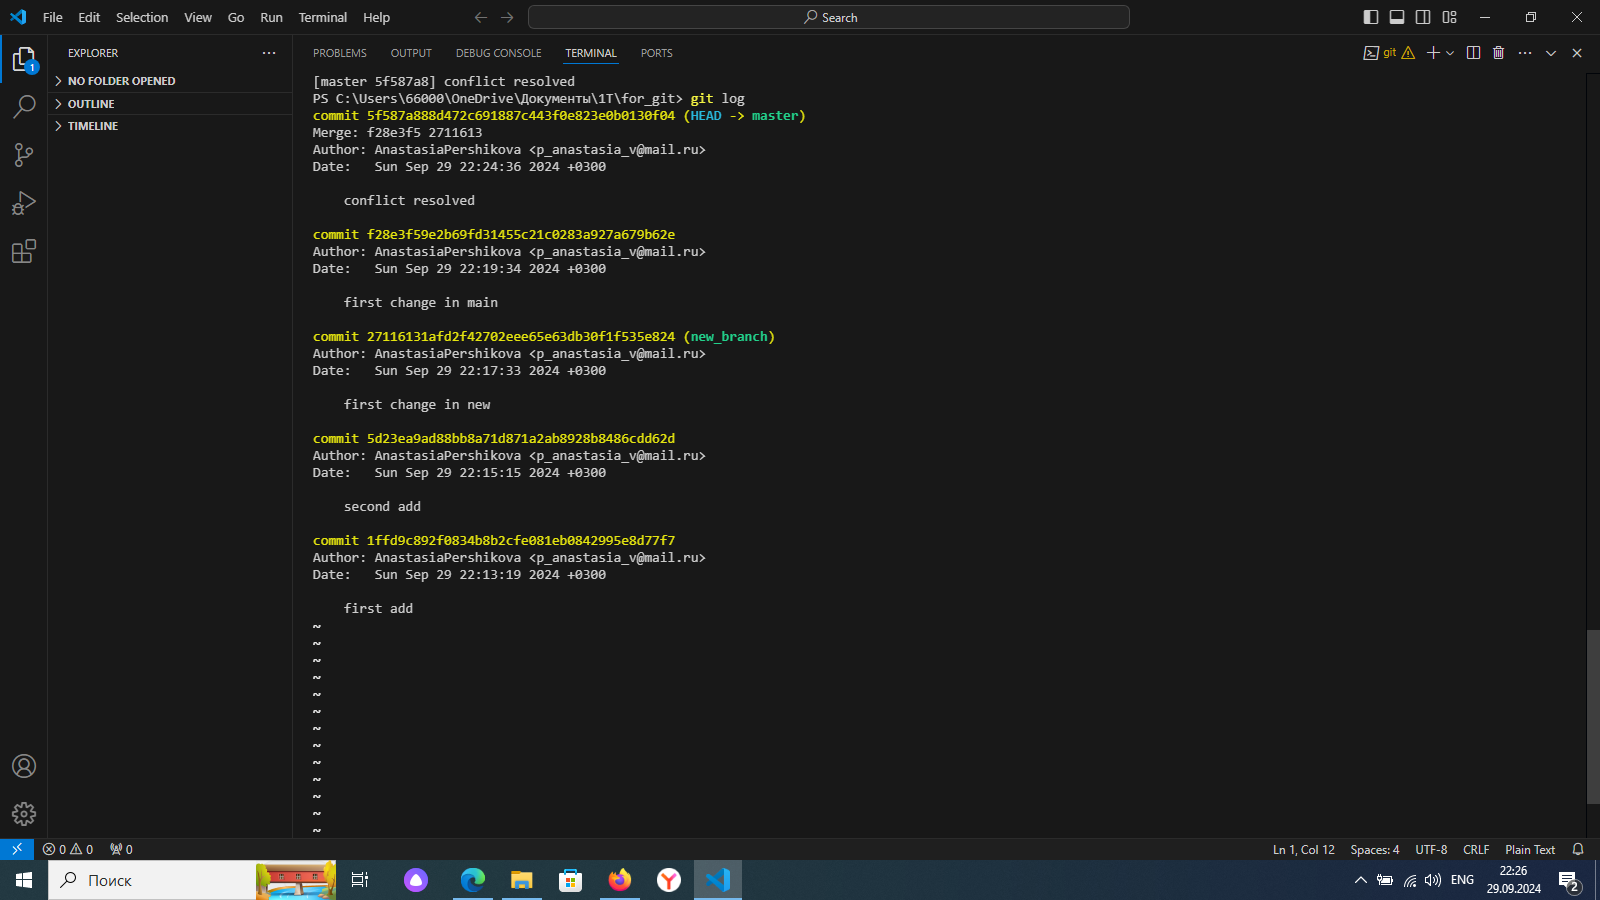 File Edit Selection View Go Run Terminal Help
Search
EXPLORER
1
NO FOLDER OPENED
OUTLINE
TIMELINE
PROBLEMS OUTPUT DEBUG CONSOLE TERMINAL PORTS
git
[master 5f587a8] conflict resolved
PS C:\Users\66000\OneDrive\Документы\1T\for_git> git log
commit 5f587a888d472c691887c443f0e823e0b0130f04 (HEAD -> master)
Merge: f28e3f5 2711613
Author: AnastasiaPershikova <p_anastasia_v@mail.ru>
Date:   Sun Sep 29 22:24:36 2024 +0300
conflict resolved
commit f28e3f59e2b69fd31455c21c0283a927a679b62e
Author: AnastasiaPershikova <p_anastasia_v@mail.ru>
Date:   Sun Sep 29 22:19:34 2024 +0300
first change in main
commit 27116131afd2f42702eee65e63db30f1f535e824 (new_branch)
Author: AnastasiaPershikova <p_anastasia_v@mail.ru>
Date:   Sun Sep 29 22:17:33 2024 +0300
first change in new
commit 5d23ea9ad88bb8a71d871a2ab8928b8486cdd62d
Author: AnastasiaPershikova <p_anastasia_v@mail.ru>
Date:   Sun Sep 29 22:15:15 2024 +0300
second add
commit 1ffd9c892f0834b8b2cfe081eb0842995e8d77f7
Author: AnastasiaPershikova <p_anastasia_v@mail.ru>
Date:   Sun Sep 29 22:13:19 2024 +0300
first add
~
~
~
~
~
~
~
~
~
~
~
~
~
0 0 0
Ln 1, Col 12 Spaces: 4 UTF-8 CRLF Plain Text
Поиск
ENG
22:26
29.09.2024
2